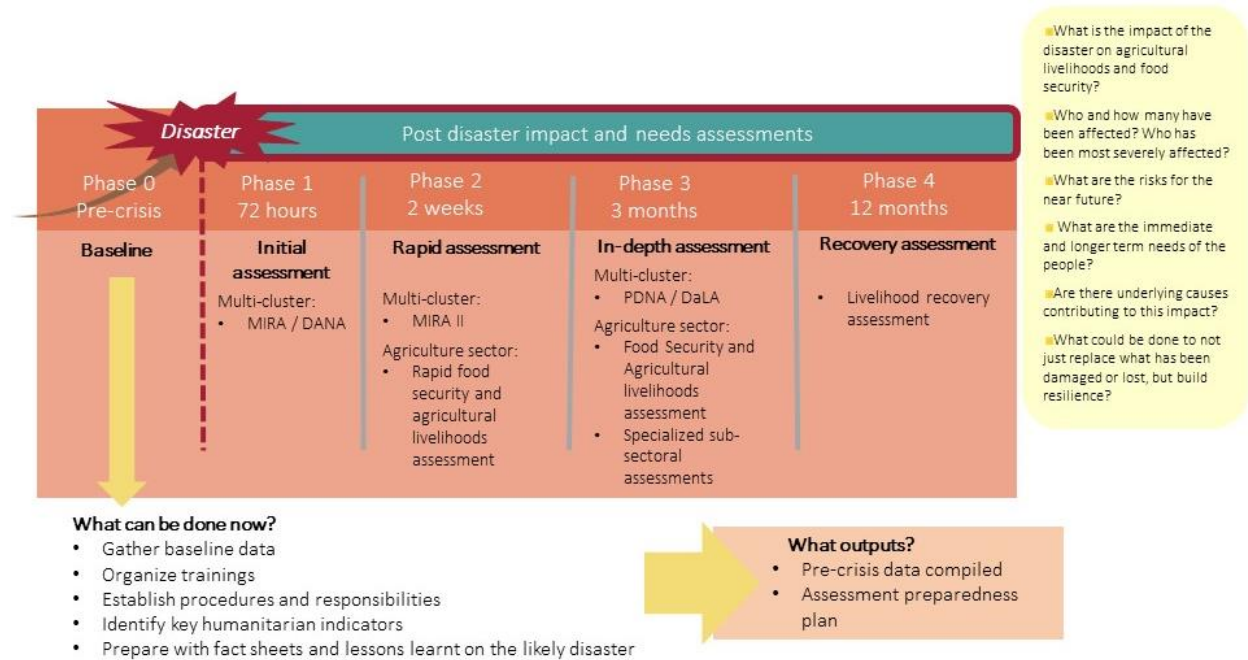 Disaster
Post disaster impact and needs assessments
Phase 0
Pre-crisis
Baseline
Phase 1
72 hours
Initial
assessment
Multi-cluster:
• MIRA / DANA
Phase 2
2 weeks
Rapid assessment
Multi-cluster:
• MIRA II
Agriculture sector:
• Rapid food
security and
agricultural
livelihoods
assessment
Phase 3
3 months
In-depth assessment
Multi-cluster:
• PDNA / DaLA
Agriculture sector:
• Food Security and
Agricultural
livelihoods
assessment
• Specialized sub-
sectoral
assessments
Phase 4
12 months
Recovery assessment
• Livelihood recovery
assessment
■What is the impact of the
disaster on agricultural
livelihoods and food
security?
■Who and how many have
been affected? Who has
been most severely affected?
■What are the risks for the
near future?
■ What are the immediate
and longer term needs of the
people?
■Are there underlying causes
contributing to this impact?
■What could be done to not
just replace what has been
damaged or lost, but build
resilience?
What can be done now?
• Gather baseline data
• Organize trainings
• Establish procedures and responsibilities
• Identify key humanitarian indicators
• Prepare with fact sheets and lessons learnt on the likely disaster
What outputs?
• Pre-crisis data compiled
• Assessment preparedness
plan